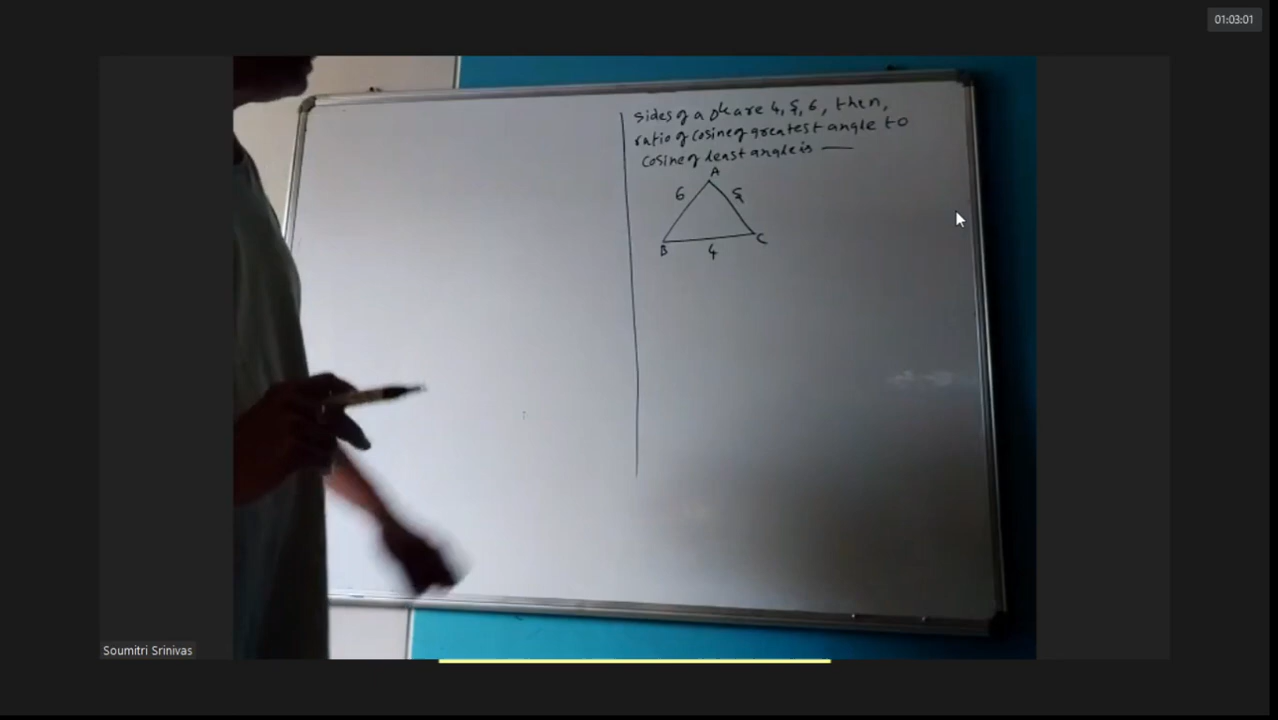 01:03:01
sides of a Δle are 4, 5, 6, then,
ratio of cosine of greatest angle to
cosine of least angle is ——
A
6 5
B C
4
Soumitri Srinivas